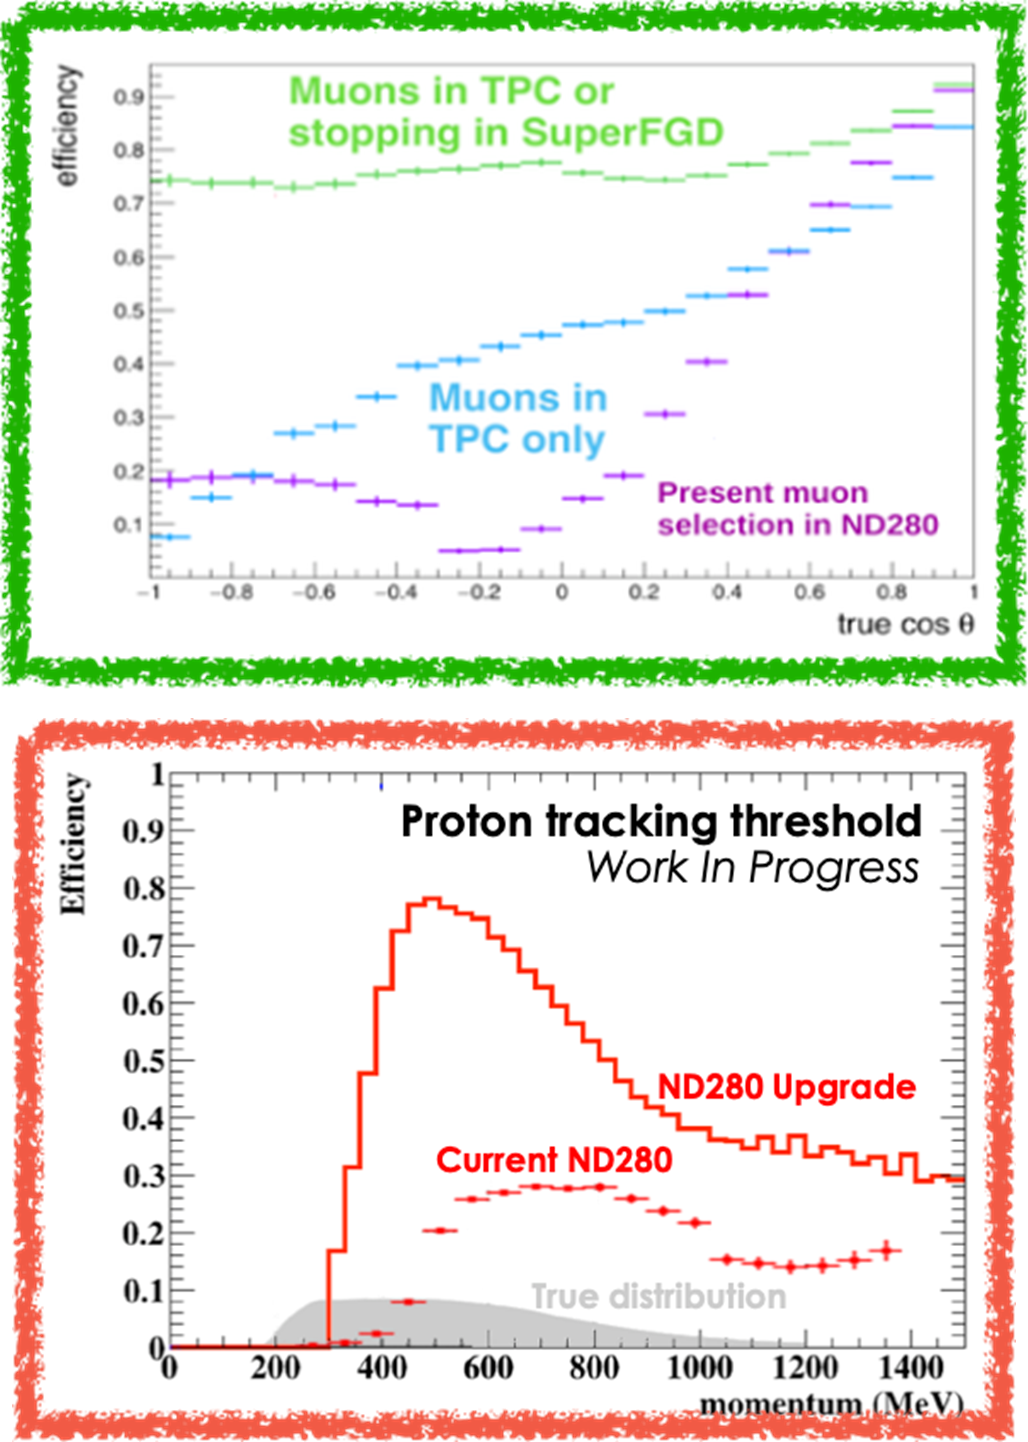 efficiency
Muons in TPC or
stopping in SuperFGD
0.9
0.8
0.7
0.6
0.5
0.4
0.3
0.2
0.1
Muons in
TPC only
Present muon
selection in ND280
−1 −0.8 −0.6 −0.4 −0.2 0 0.2 0.4 0.6 0.8 1
true cos θ
Efficiency
1
0.9
0.8
0.7
0.6
0.5
0.4
0.3
0.2
0.1
0
Proton tracking threshold
Work In Progress
ND280 Upgrade
Current ND280
True distribution
0 200 400 600 800 1000 1200 1400
momentum (MeV)